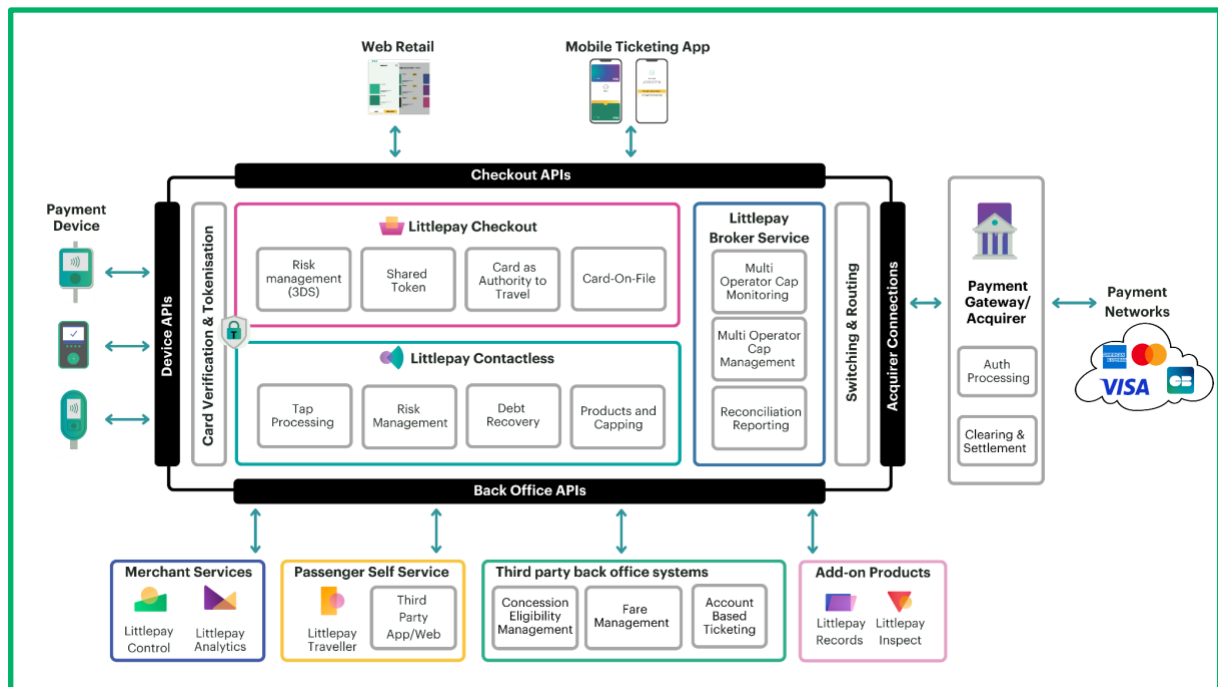 Web Retail
Mobile Ticketing App
Checkout APIs
Payment
Device
Device APIs
Card Verification & Tokenisation
T
Littlepay Checkout
Risk
management
(3DS)
Shared
Token
Card as
Authority to
Travel
Card-On-File
Littlepay Contactless
Tap
Processing
Risk
Management
Debt
Recovery
Products and
Capping
Littlepay
Broker Service
Multi
Operator Cap
Monitoring
Multi Operator
Cap
Management
Reconciliation
Reporting
Switching & Routing
Acquirer Connections
Payment
Gateway/
Acquirer
Auth
Processing
Clearing &
Settlement
Payment
Networks
AMERICAN
EXPRESS
VISA
CB
Back Office APIs
Merchant Services
Littlepay
Control
Littlepay
Analytics
Passenger Self Service
Littlepay
Traveller
Third
Party
App/Web
Third party back office systems
Concession
Eligibility
Management
Fare
Management
Account
Based
Ticketing
Add-on Products
Littlepay
Records
Littlepay
Inspect